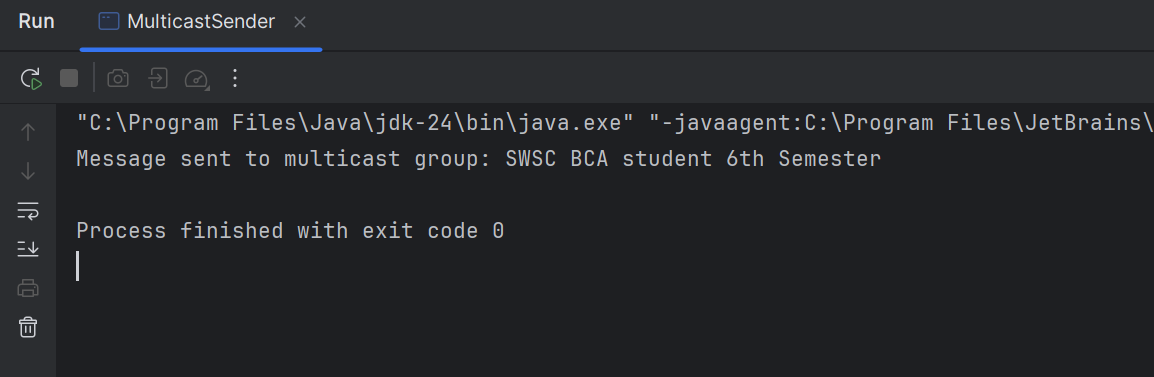 Run MulticastSender
"C:\Program Files\Java\jdk-24\bin\java.exe" "-javaagent:C:\Program Files\JetBrains\
Message sent to multicast group: SWSC BCA student 6th Semester
Process finished with exit code 0